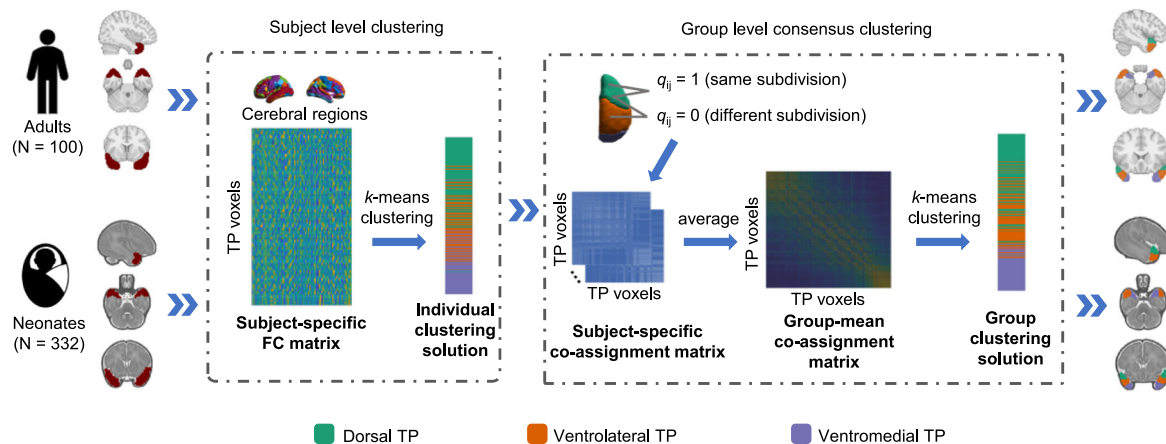 Subject level clustering
Group level consensus clustering
Adults
(N = 100)
Neonates
(N = 332)
Cerebral regions
TP voxels
k-means
clustering
Subject-specific
FC matrix
Individual
clustering
solution
qij = 1 (same subdivision)
qij = 0 (different subdivision)
TP voxels
TP voxels
Subject-specific
co-assignment matrix
average
TP voxels
TP voxels
Group-mean
co-assignment
matrix
k-means
clustering
Group
clustering
solution
Dorsal TP
Ventrolateral TP
Ventromedial TP